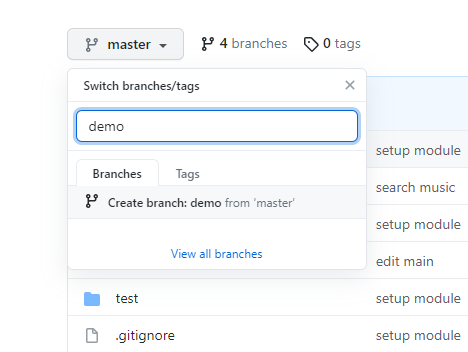 master 4 branches 0 tags
Switch branches/tags
demo
setup module
Branches Tags
search music
Create branch: demo from 'master'
setup module
View all branches
edit main
test setup module
.gitignore setup module